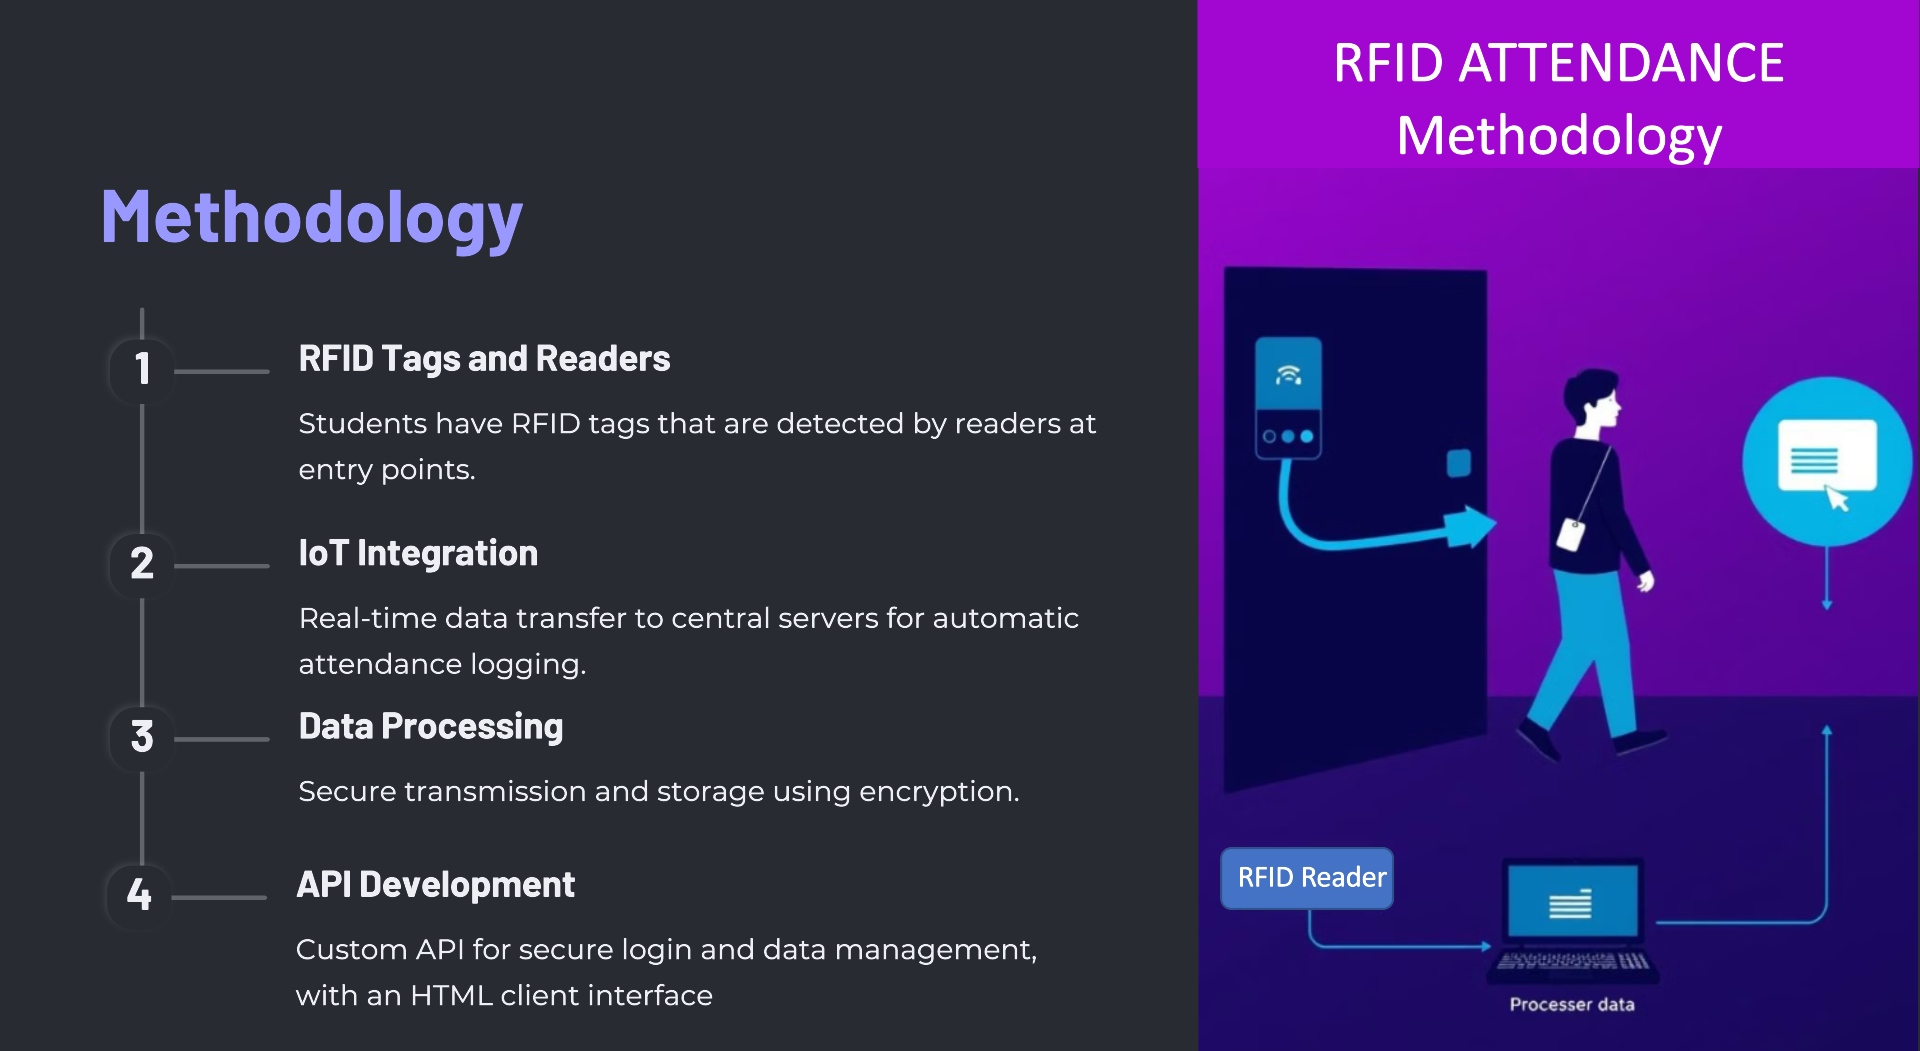 Methodology
1
RFID Tags and Readers
Students have RFID tags that are detected by readers at
entry points.
2
IoT Integration
Real-time data transfer to central servers for automatic
attendance logging.
3
Data Processing
Secure transmission and storage using encryption.
4
API Development
Custom API for secure login and data management,
with an HTML client interface
RFID ATTENDANCE
Methodology
RFID Reader
Processer data